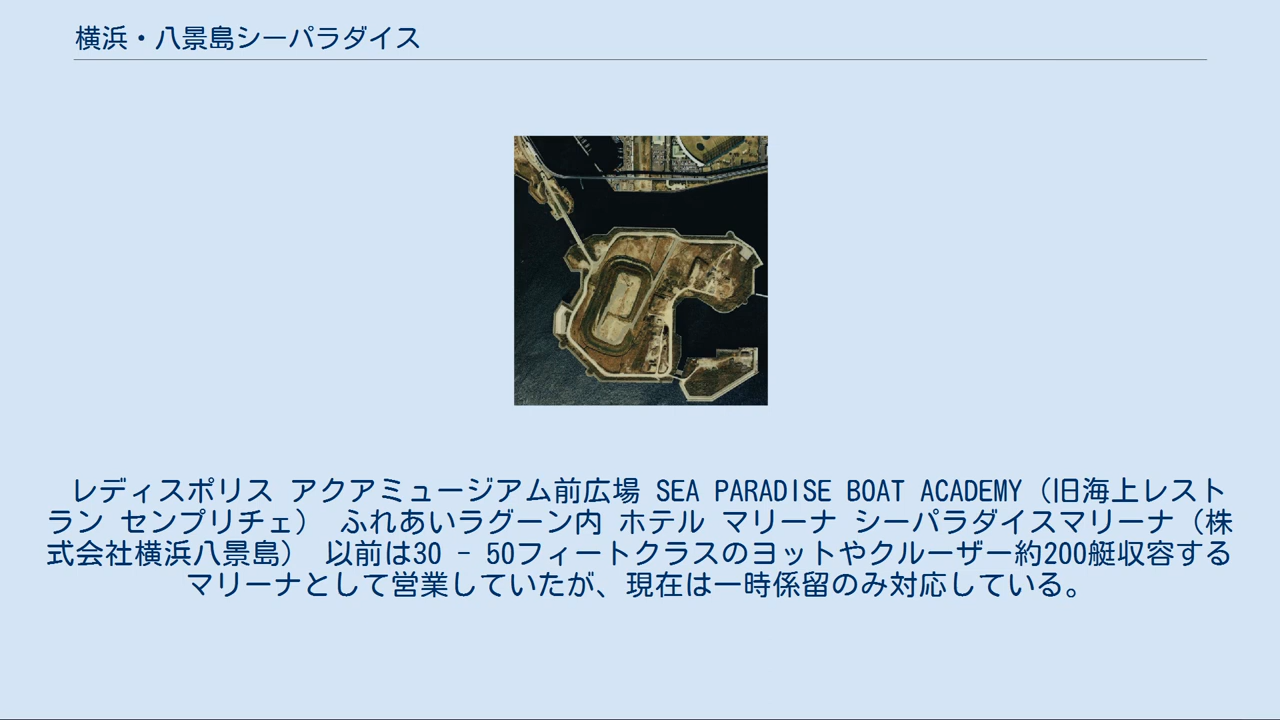 横浜・八景島シーパラダイス
レディスポリス アクアミュージアム前広場 SEA PARADISE BOAT ACADEMY（旧海上レスト
ラン センプリチェ） ふれあいラグーン内 ホテル マリーナ シーパラダイスマリーナ（株
式会社横浜八景島） 以前は30 - 50フィートクラスのヨットやクルーザー約200艇収容する
マリーナとして営業していたが、現在は一時係留のみ対応している。